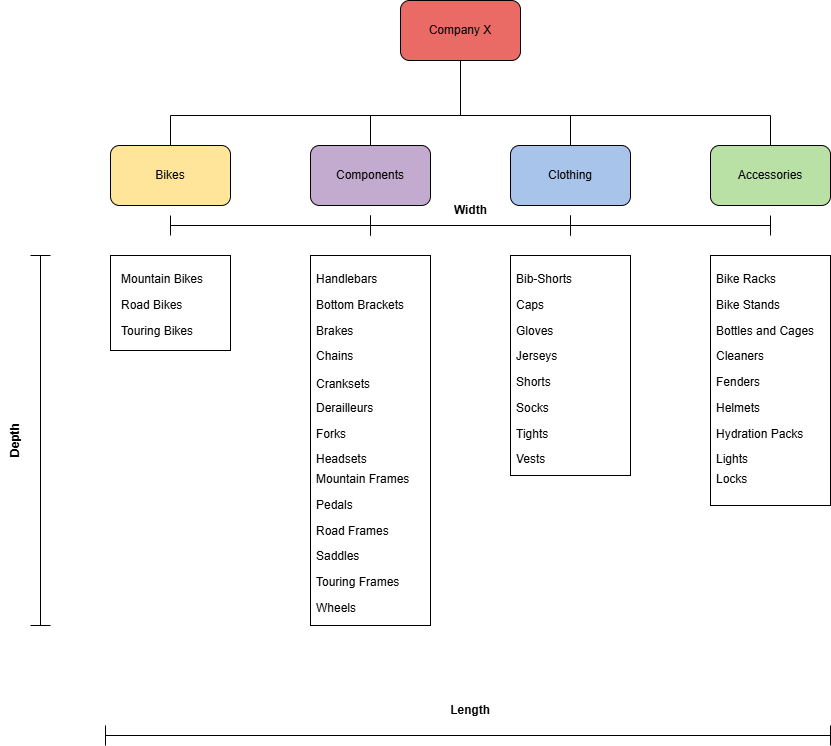 Company X
Bikes
Components
Clothing
Accessories
Width
Mountain Bikes
Road Bikes
Touring Bikes
Handlebars
Bottom Brackets
Brakes
Chains
Cranksets
Derailleurs
Forks
Headsets
Mountain Frames
Pedals
Road Frames
Saddles
Touring Frames
Wheels
Bib-Shorts
Caps
Gloves
Jerseys
Shorts
Socks
Tights
Vests
Bike Racks
Bike Stands
Bottles and Cages
Cleaners
Fenders
Helmets
Hydration Packs
Lights
Locks
Depth
Length